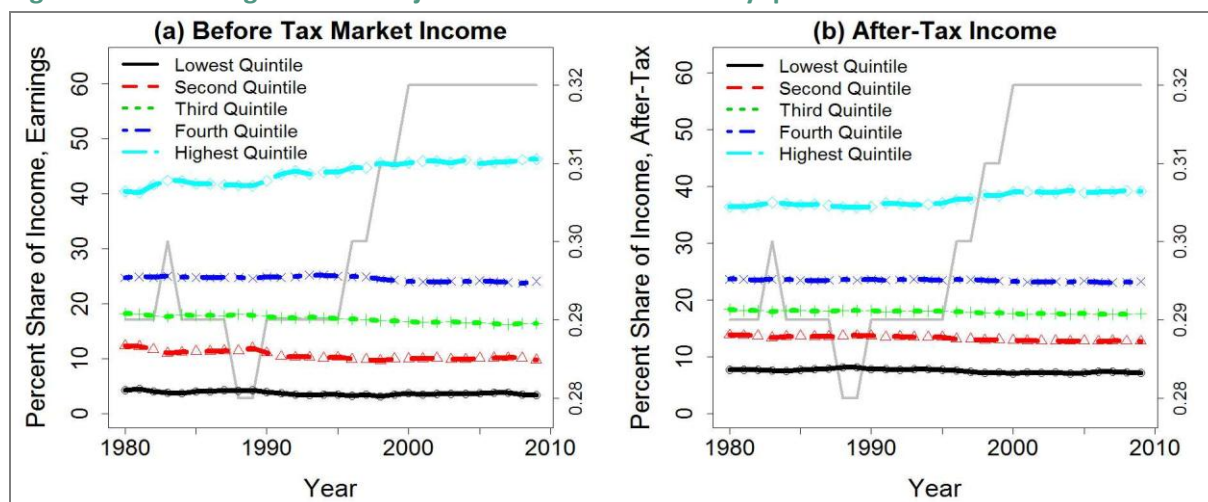 (a) Before Tax Market Income
Percent Share of Income, Earnings
Lowest Quintile
Second Quintile
Third Quintile
Fourth Quintile
Highest Quintile
60
50
40
30
20
10
0
0.32
0.31
0.30
0.29
0.28
1980
1990
2000
2010
Year
(b) After-Tax Income
Percent Share of Income, After-Tax
Lowest Quintile
Second Quintile
Third Quintile
Fourth Quintile
Highest Quintile
60
50
40
30
20
10
0
0.32
0.31
0.30
0.29
0.28
1980
1990
2000
2010
Year